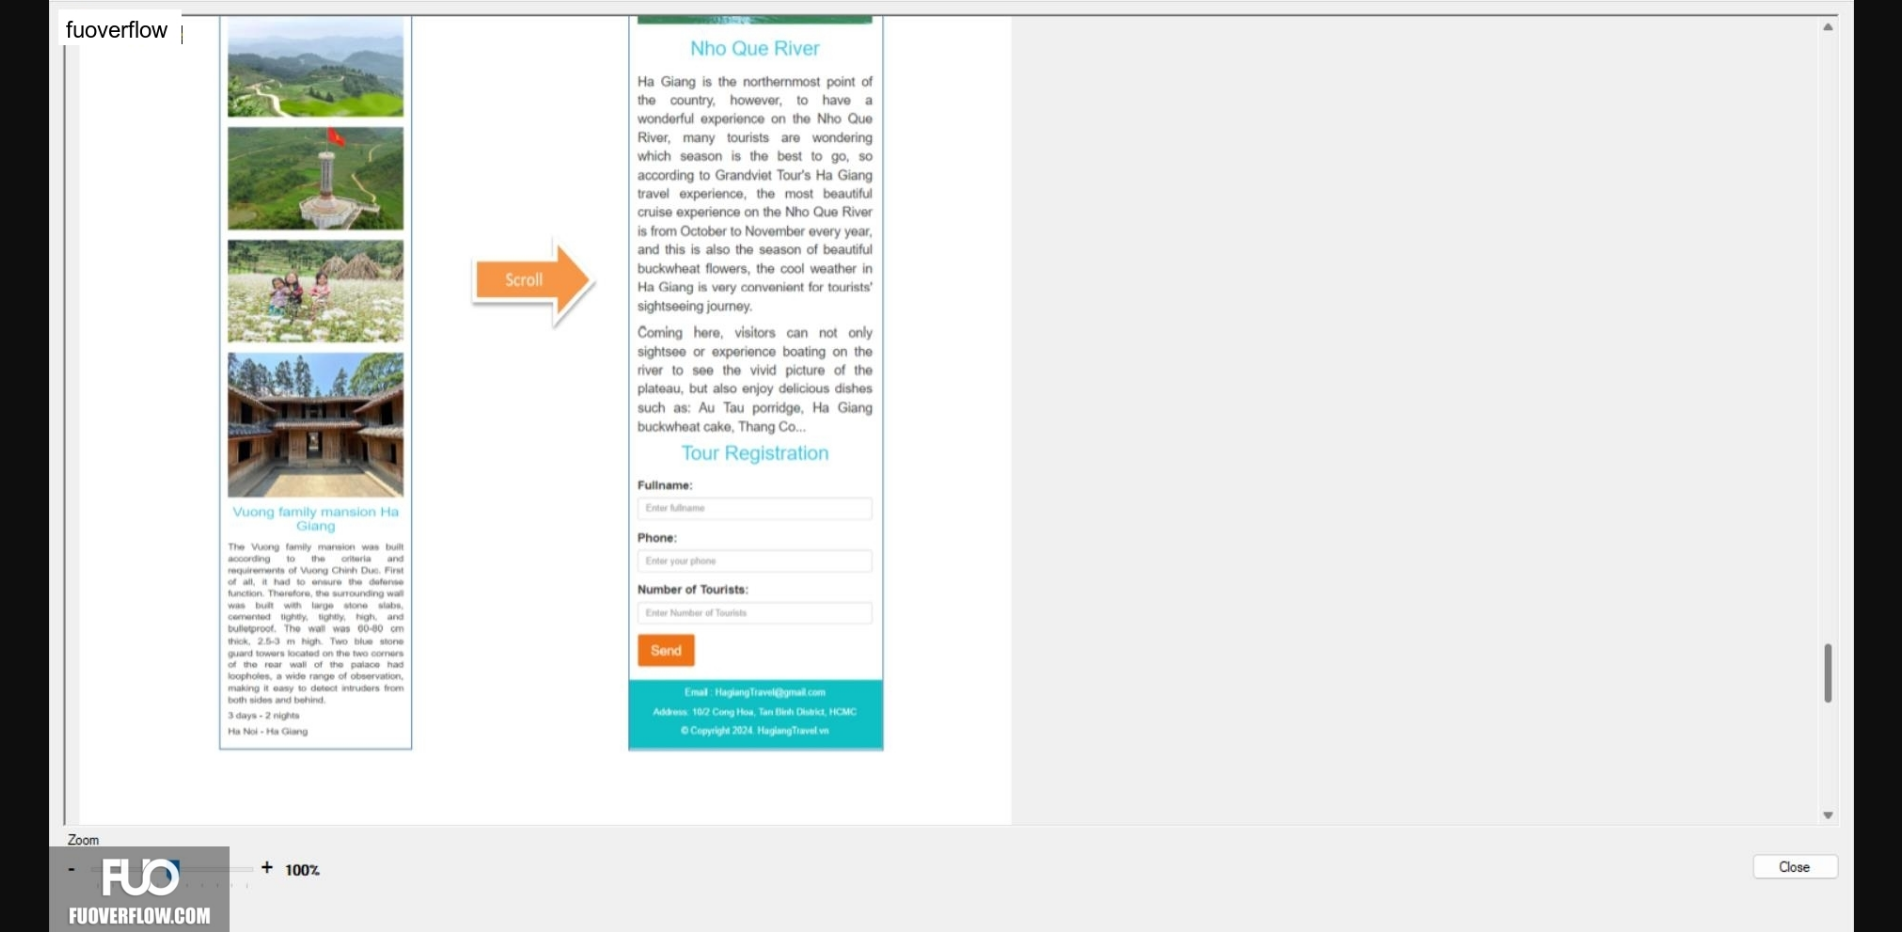 fuoverflow
Nho Que River
Ha Giang is the northernmost point of
the country, however, to have a
wonderful experience on the Nho Que
River, many tourists are wondering
which season is the best to go, so
according to Grandviet Tour's Ha Giang
travel experience, the most beautiful
cruise experience on the Nho Que River
is from October to November every year,
and this is also the season of beautiful
buckwheat flowers, the cool weather in
Ha Giang is very convenient for tourists'
sightseeing journey.
Coming here, visitors can not only
sightsee or experience boating on the
river to see the vivid picture of the
plateau, but also enjoy delicious dishes
such as: Au Tau porridge, Ha Giang
buckwheat cake, Thang Co...
Scroll
Tour Registration
Fullname:
Enter fullname
Phone:
Enter your phone
Number of Tourists:
Enter Number of Tourists
Send
Email : HagiangTravel@gmail.com
Address: 10/2 Cong Hoa, Tan Binh District, HCMC
© Copyright 2024. HagiangTravel.vn
Vuong family mansion Ha
Giang
The Vuong family mansion was built
according to the criteria and
requirements of Vuong Chinh Duc. First
of all, it had to ensure the defense
function. Therefore, the surrounding wall
was built with large stone slabs,
cemented tightly, tightly, high, and
bulletproof. The wall was 60-80 cm
thick, 2.5-3 m high. Two blue stone
guard towers located on the two corners
of the rear wall of the palace had
loopholes, a wide range of observation,
making it easy to detect intruders from
both sides and behind.
3 days - 2 nights
Ha Noi - Ha Giang
Zoom
- + 100%
Close
FUO
FUOVERFLOW.COM